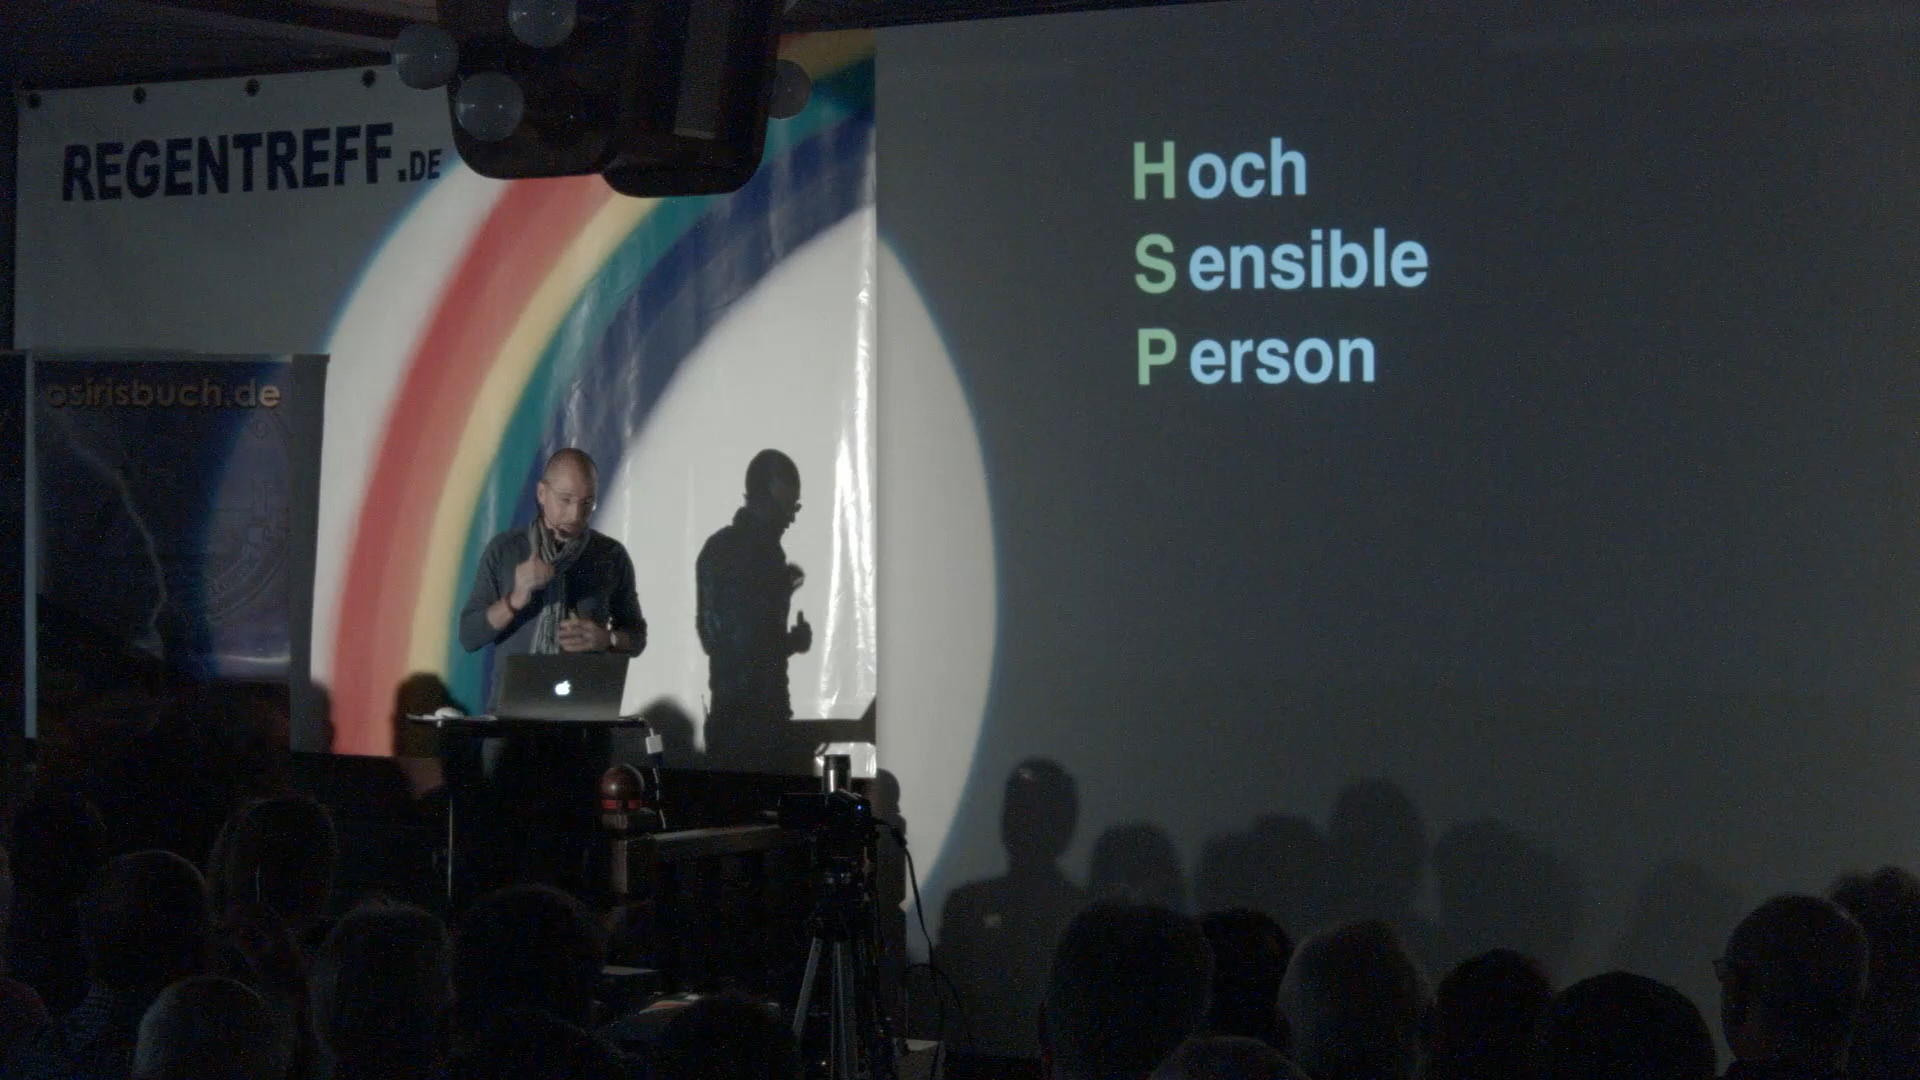 REGENTREFF.DE
osirisbuch.de
Hoch
Sensible
Person